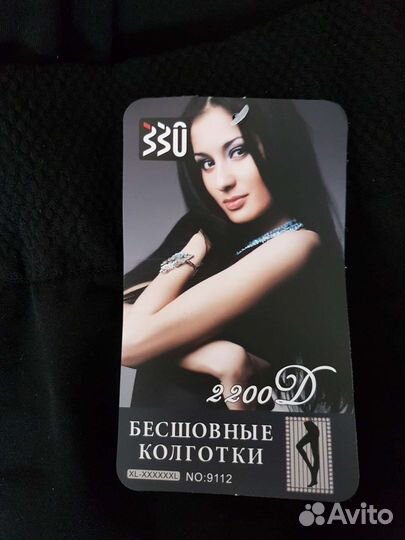 330
2200D
БЕСШОВНЫЕ
КОЛГОТКИ
XL-XXXXXXL NO:9112
Avito